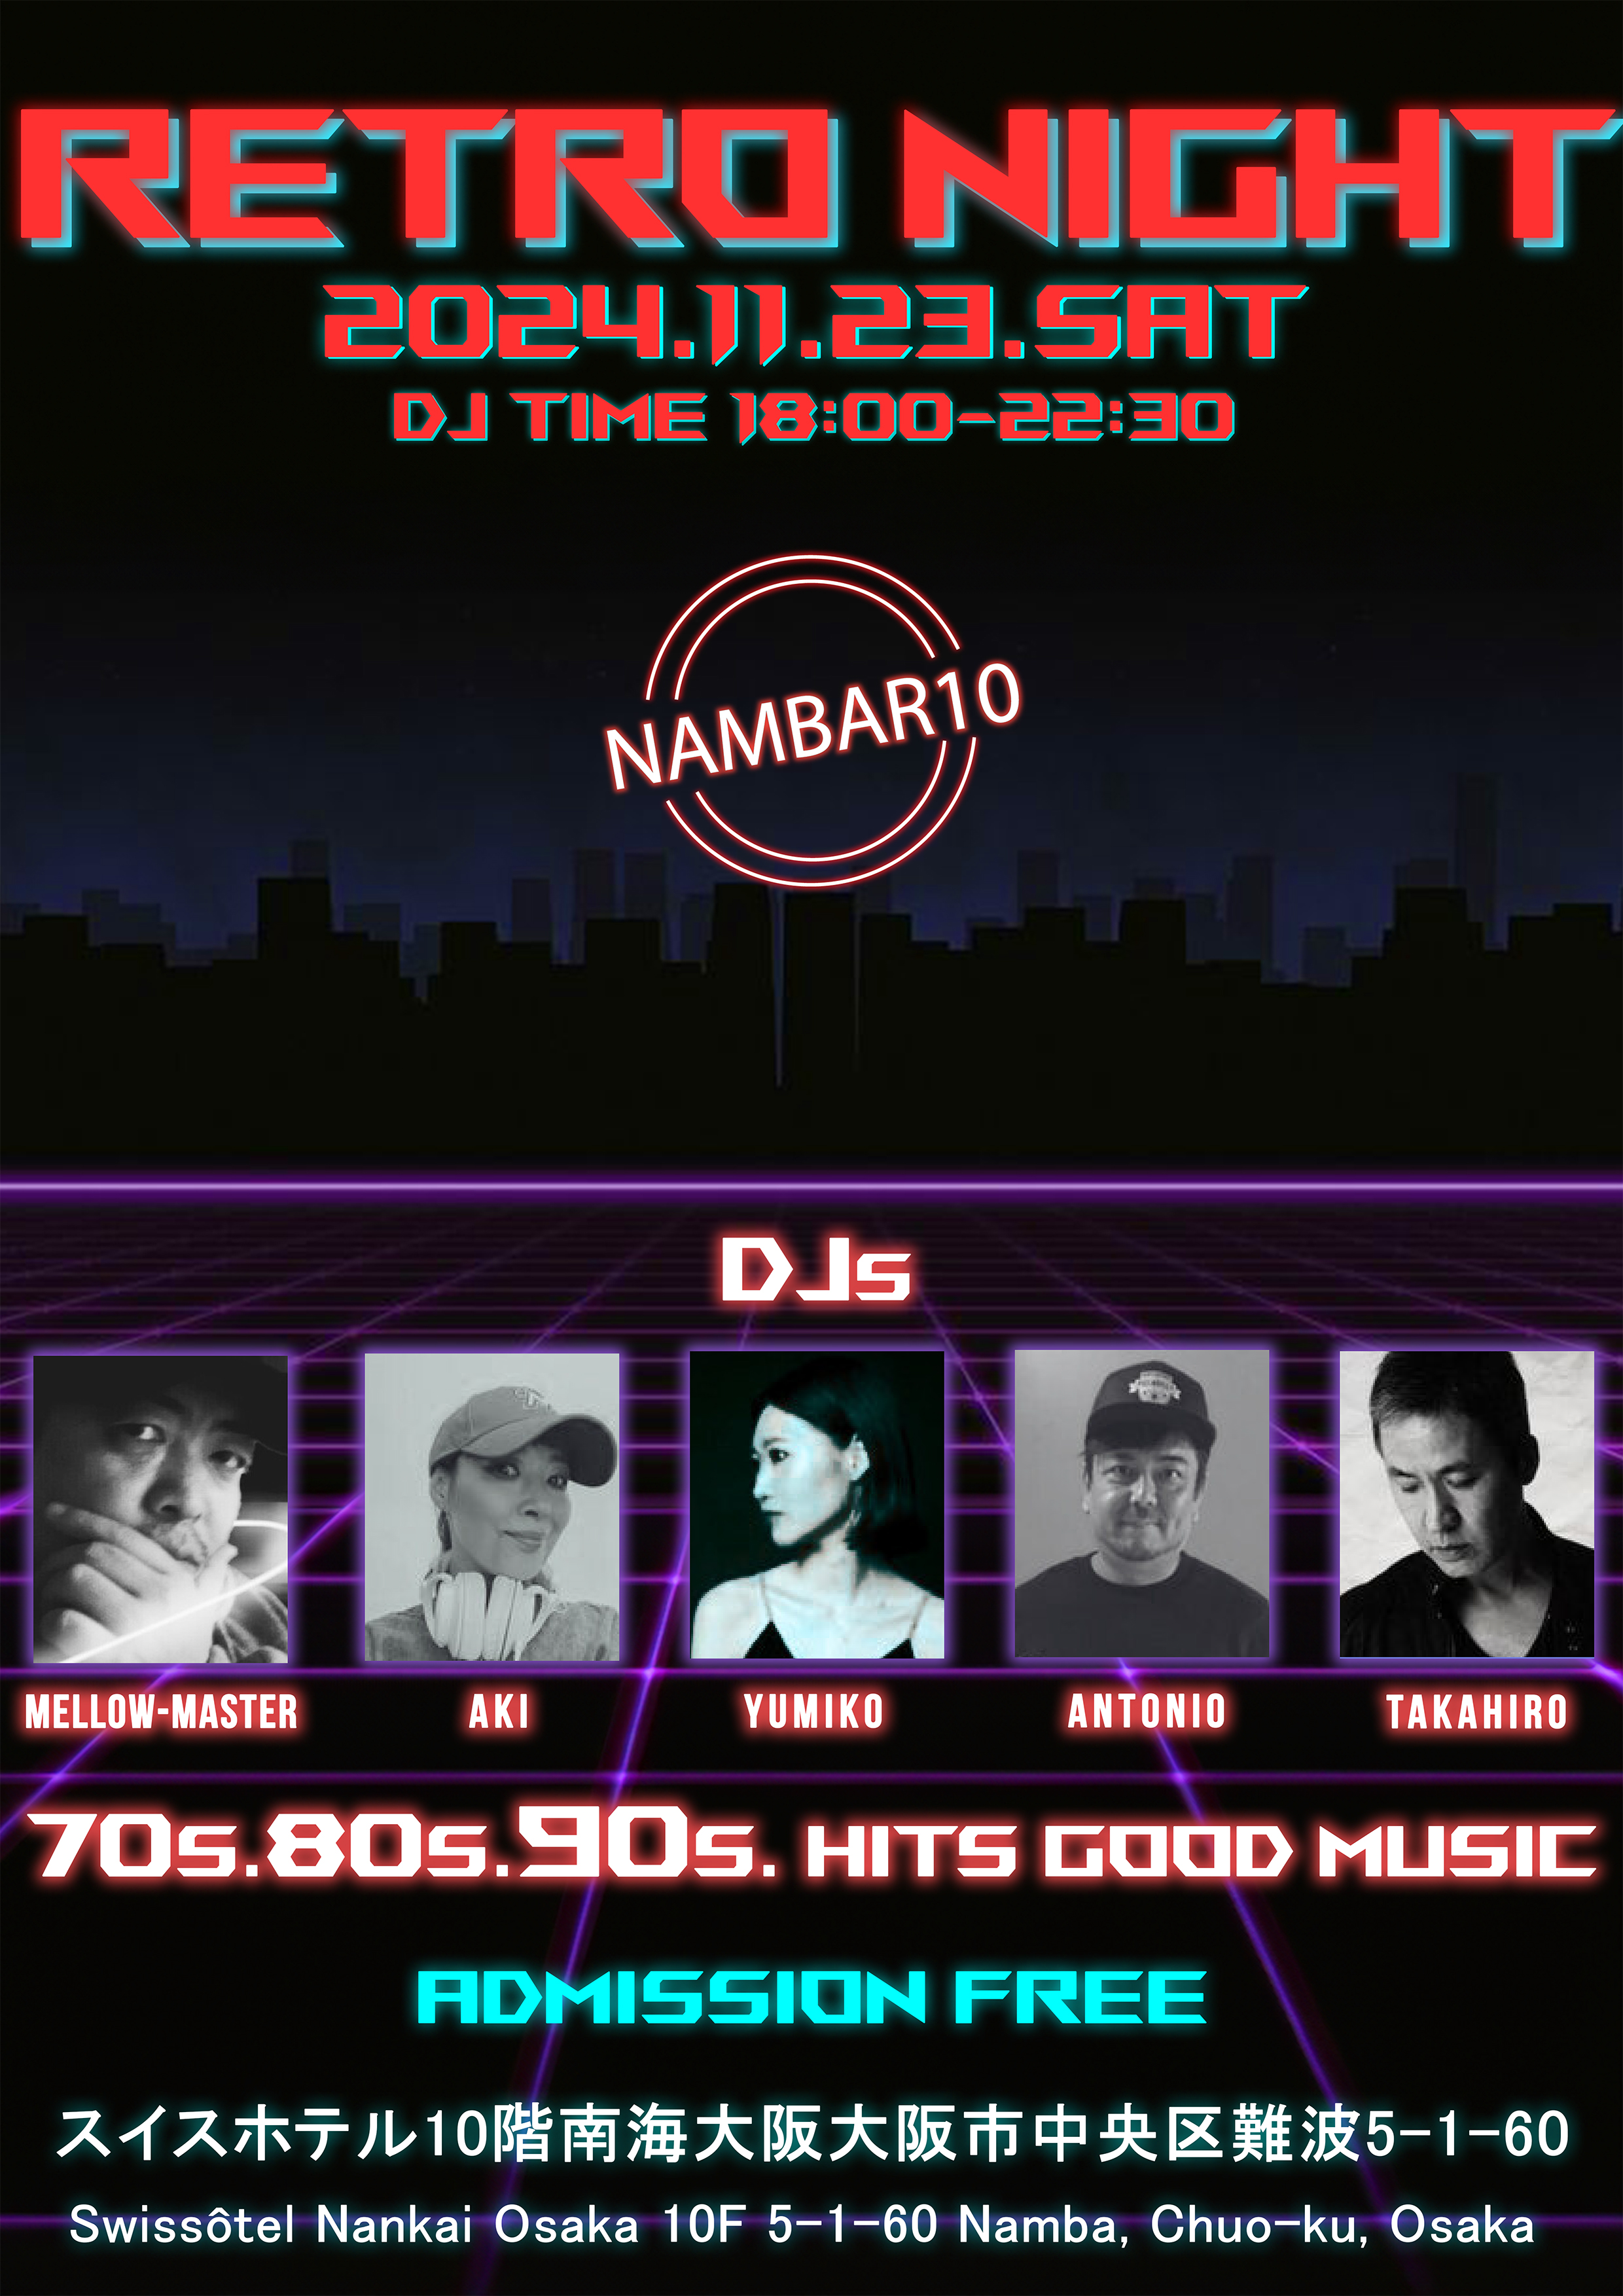 RETRO NIGHT
2024.11.23.SAT
DJ TIME 18:00-22:30
NAMBAR10
DJs
MELLOW-MASTER
AKI
YUMIKO
ANTONIO
TAKAHIRO
70s.80s.90s. HITS GOOD MUSIC
ADMISSION FREE
スイスホテル10階南海大阪大阪市中央区難波5-1-60
Swissôtel Nankai Osaka 10F 5-1-60 Namba, Chuo-ku, Osaka